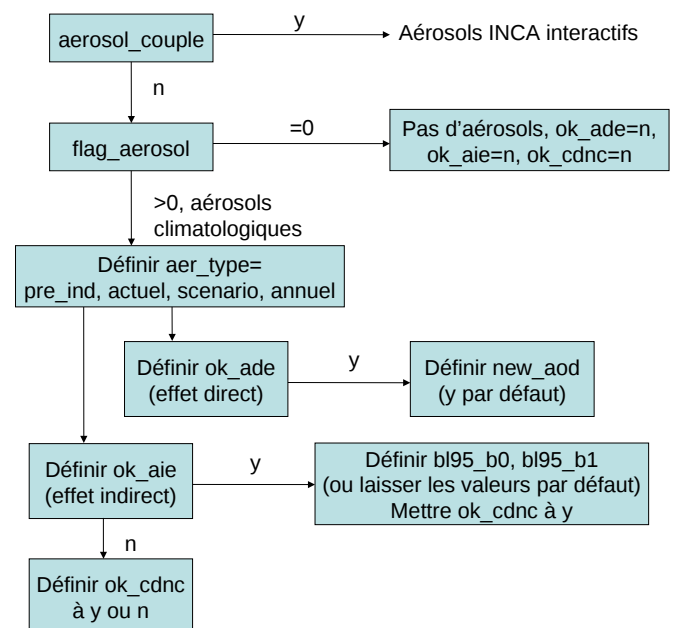 aerosol_couple
y
Aérosols INCA interactifs
n
flag_aerosol
=0
Pas d’aérosols, ok_ade=n,
ok_aie=n, ok_cdnc=n
>0, aérosols
climatologiques
Définir aer_type=
pre_ind, actuel, scenario, annuel
Définir ok_ade
(effet direct)
y
Définir new_aod
(y par défaut)
Définir ok_aie
(effet indirect)
y
Définir bl95_b0, bl95_b1
(ou laisser les valeurs par défaut)
Mettre ok_cdnc à y
n
Définir ok_cdnc
à y ou n